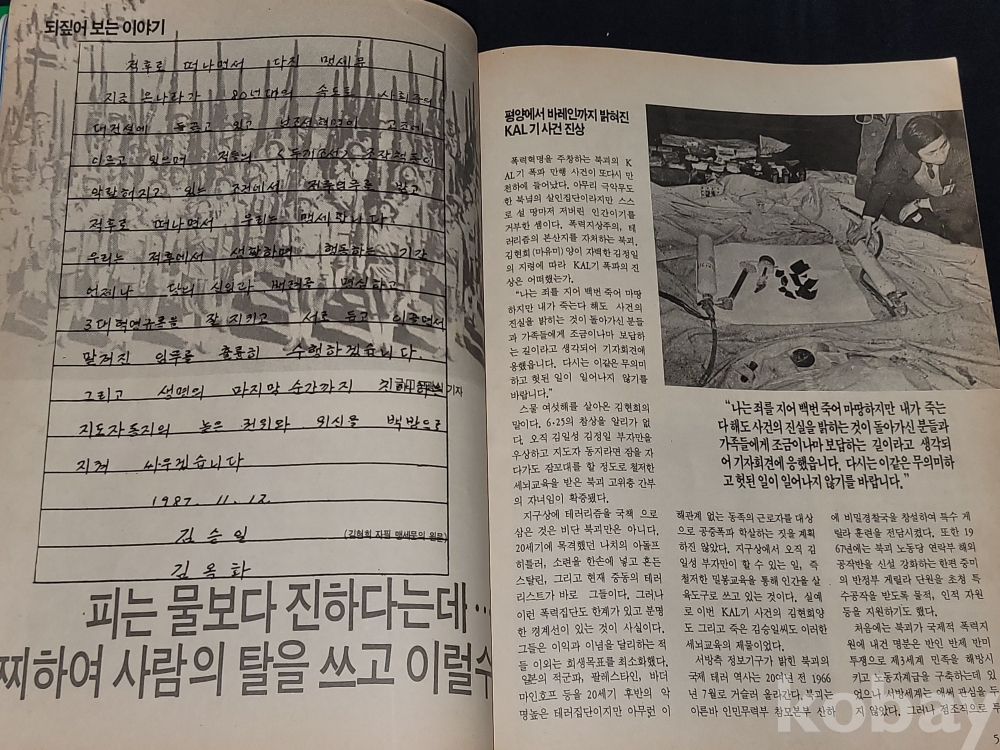 되짚어 보는 이야기
적후로 떠나면서 다진 맹세문
지금 온나라가 80년대의 속도로 사회주의
대건설에 들끓고 있고 남조선혁명이 고조에
이르고 있으며 적들의 두개조선 조작책동이
악랄해지고 있는 조건에서 전투임무를 받고
적후로 떠나면서 우리는 맹세합니다.
우리는 적후에서 생활하며 행동하는 기간
언제나 당의 신임과 배려를 명심하고
3대혁명규률을 잘 지키고 서로 돕고 이끌면서
맡겨진 임무를 훌륭히 수행하겠습니다.
그리고 생명의 마지막 순간까지 친애하는
기자
지도자동지의 높은 권위와 위신을 백방으로
지켜 싸우겠습니다
1987. 11. 12.
김승일
(김현희 자필 맹세문의 원문)
김옥화
피는 물보다 진하다는데…
찌하여 사람의 탈을 쓰고 이럴수
평양에서 바레인까지 밝혀진
KAL기 사건 진상
폭력혁명을 주창하는 북괴의 K
AL기 폭파 만행 사건이 또다시 만
천하에 들어났다. 아무리 극악무도
한 북녘의 살인집단이라지만 스스
로 설 땅마저 저버린 인간이기를
거부한 셈이다. 폭력지상주의, 테
러리즘의 본산지를 자처하는 북괴,
김현희(마유미)양이 자백한 김정일
의 지령에 따라 KAL기 폭파의 진
상은 어떠했는가.
"나는 죄를 지어 백번 죽어 마땅
하지만 내가 죽는다 해도 사건의
진실을 밝히는 것이 돌아가신 분들
과 가족들에게 조금이나마 보답하
는 길이라고 생각되어 기자회견에
응했읍니다. 다시는 이같은 무의미
하고 헛된 일이 일어나지 않기를
바랍니다."
스물 여섯해를 살아온 김현희의
말이다. 6·25의 참상을 알리가 없
다. 오직 김일성 김정일 부자만을
우상하고 지도자 동지라면 잠을 자
다가도 잠꼬대를 할 정도로 철저한
세뇌교육을 받은 북괴 고위층 간부
의 자녀임이 확증됐다.
지구상에 테러리즘을 국책 으로
삼은 것은 비단 북괴만은 아니다.
20세기에 목격했던 나치의 아돌프
히틀러, 소련을 한손에 넣고 흔든
스탈린, 그리고 현재 중동의 테러
리스트가 바로 그들이다. 그러나
이런 폭력집단도 한계가 있고 분명
한 경계선이 있는 것이 사실이다.
그들은 이익과 이념을 달리하는 적
들 이외는 희생목표를 최소화했다.
일본의 적군파, 팔레스타인, 바더
마인호프 등을 20세기 후반의 악
명높은 테러집단이지만 아무런 이
"나는 죄를 지어 백번 죽어 마땅하지만 내가 죽는
다 해도 사건의 진실을 밝히는 것이 돌아가신 분들과
가족들에게 조금이나마 보답하는 길이라고 생각되
어 기자회견에 응했읍니다. 다시는 이같은 무의미하
고 헛된 일이 일어나지 않기를 바랍니다."
해관계 없는 동족의 근로자를 대상
으로 공중폭파 학살하는 짓을 계획
하진 않았다. 지구상에서 오직 김
일성 부자만이 할 수 있는 일, 즉
철저한 밀봉교육을 통해 인간을 살
육도구로 쓰고 있는 것이다. 실예
로 이번 KAL기 사건의 김현희양
도 그리고 죽은 김승일씨도 이러한
세뇌교육의 제물이었다.
서방측 정보기구가 밝힌 북괴의
국제 테러 역사는 20여년 전 1966
년 7월로 거슬러 올라간다. 북괴는
이른바 인민무력부 참모본부 산하
에 비밀경찰국을 창설하여 특수 게
릴라 훈련을 전담시켰다. 또한 19
67년에는 북괴 노동당 연락부 해외
공작반을 신설 강화하는 한편 중미
의 반정부 게릴라 단원을 초청 특
수공작을 받도록 물적, 인적 자원
등을 지원하기도 했다.
처음에는 북괴가 국제적 폭력지
원에 내건 명분은 반인 반제 반미
투쟁으로 제3세계 민족을 해방시
키고 노동자계급을 구축하는데 있
었으나 서방세계는 애써 관심을 두
지 않았다. 그러나 점조직으로 투
kobay
5